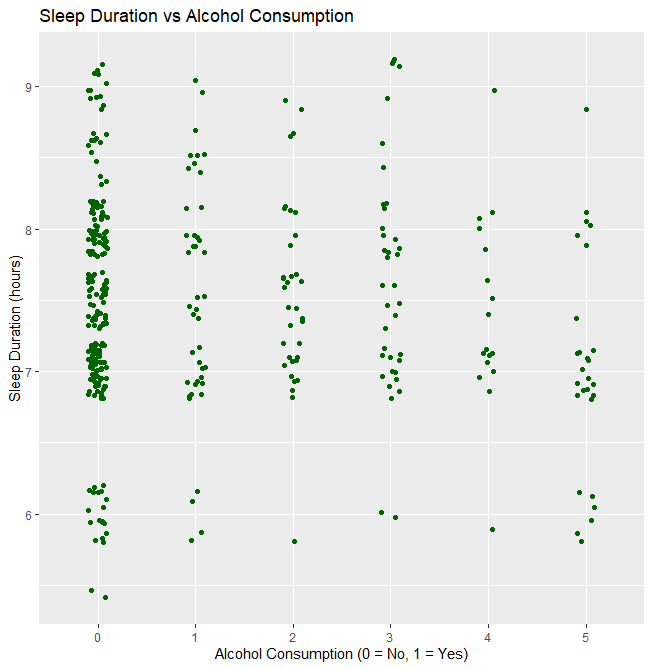 Sleep Duration vs Alcohol Consumption
Sleep Duration (hours)
9
8
7
6
0 1 2 3 4 5
Alcohol Consumption (0 = No, 1 = Yes)